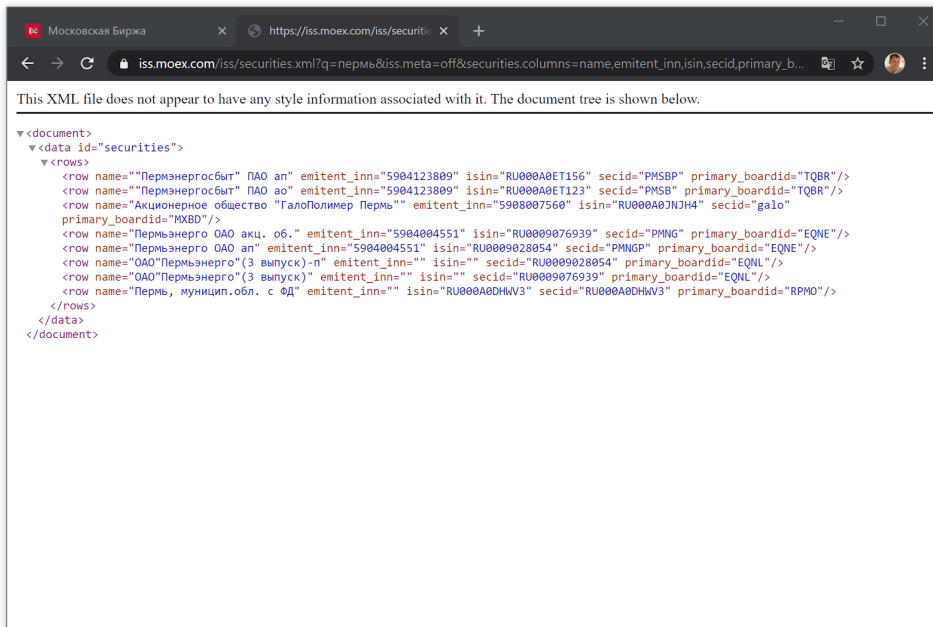 Московская Биржа
https://iss.moex.com/iss/securitie
iss.moex.com/iss/securities.xml?q=пермь&iss.meta=off&securities.columns=name,emitent_inn,isin,secid,primary_b...
This XML file does not appear to have any style information associated with it. The document tree is shown below.
▼<document>
▼<data id="securities">
▼<rows>
<row name=""Пермэнергосбыт" ПАО ап" emitent_inn="5904123809" isin="RU000A0ET156" secid="PMSBP" primary_boardid="TQBR"/>
<row name=""Пермэнергосбыт" ПАО ао" emitent_inn="5904123809" isin="RU000A0ET123" secid="PMSB" primary_boardid="TQBR"/>
<row name="Акционерное общество "ГалоПолимер Пермь"" emitent_inn="5908007560" isin="RU000A0JNJH4" secid="galo"
primary_boardid="MXBD"/>
<row name="Пермьэнерго ОАО акц. об." emitent_inn="5904004551" isin="RU0009076939" secid="PMNG" primary_boardid="EQNE"/>
<row name="Пермьэнерго ОАО ап" emitent_inn="5904004551" isin="RU0009028054" secid="PMNGP" primary_boardid="EQNE"/>
<row name="ОАО"Пермьэнерго"(3 выпуск)-п" emitent_inn="" isin="" secid="RU0009028054" primary_boardid="EQNL"/>
<row name="ОАО"Пермьэнерго"(3 выпуск)" emitent_inn="" isin="" secid="RU0009076939" primary_boardid="EQNL"/>
<row name="Пермь, муницип.обл. с ФД" emitent_inn="" isin="RU000A0DHWV3" secid="RU000A0DHWV3" primary_boardid="RPMO"/>
</rows>
</data>
</document>